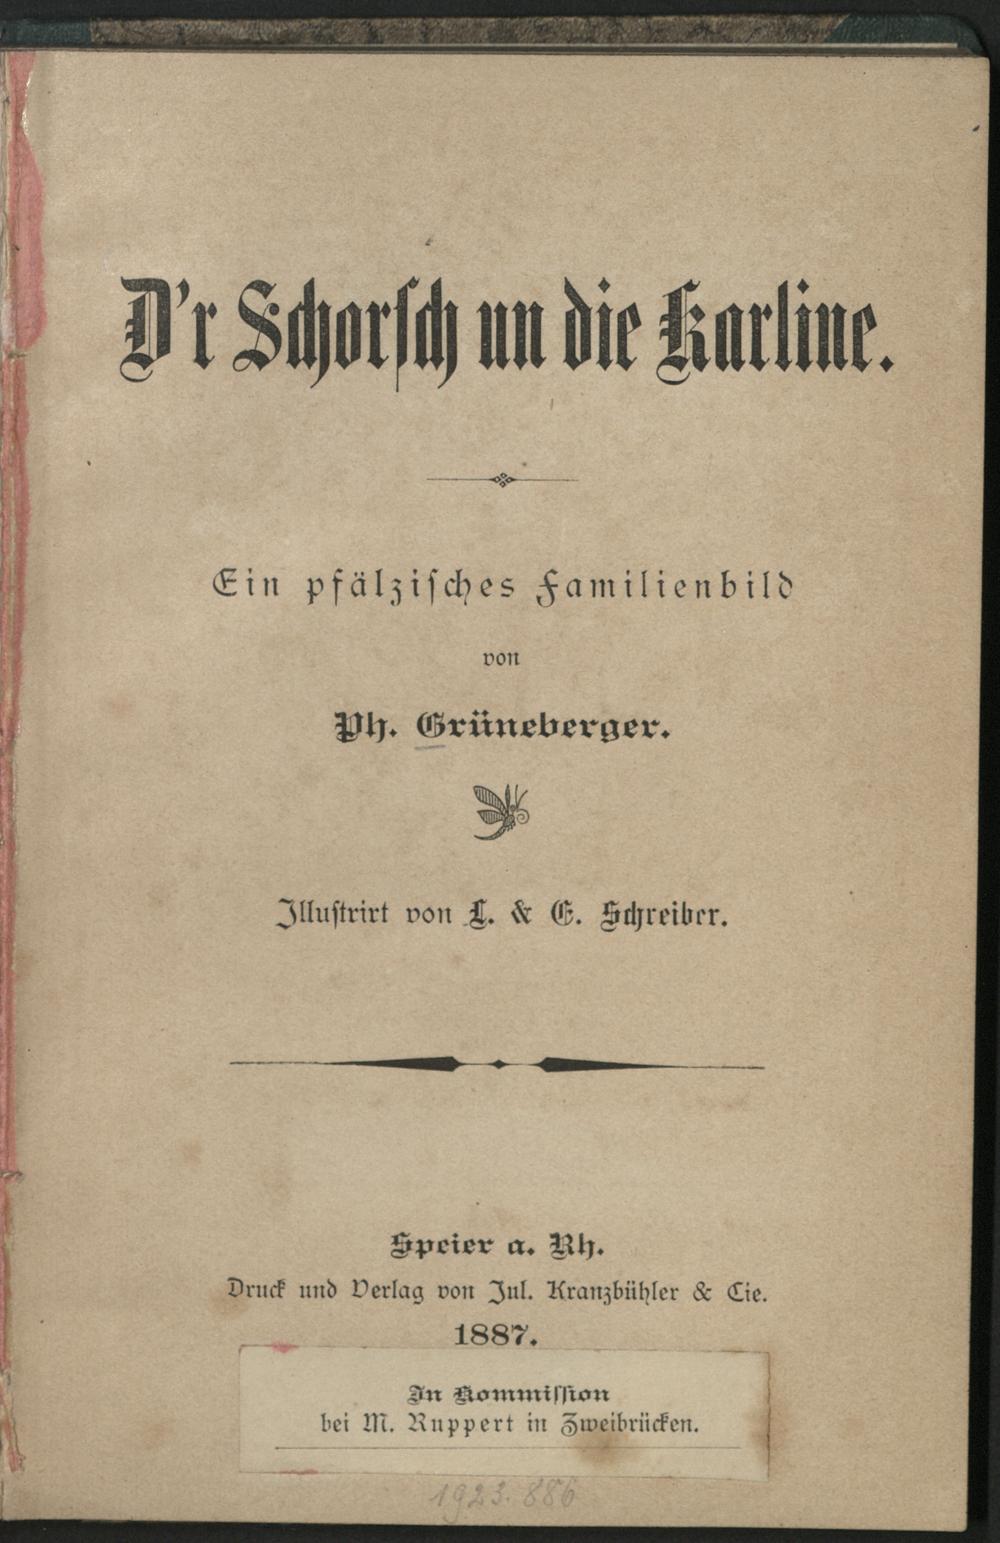 D'r Schorsch un die Karline.
Ein pfälzisches Familienbild
von
Ph. Grüneberger.
Illustrirt von L. & E. Schreiber.
Speier a. Rh.
Druck und Verlag von Jul. Kranzbühler & Cie.
1887.
In Kommission
bei M. Ruppert in Zweibrücken.
1923.886